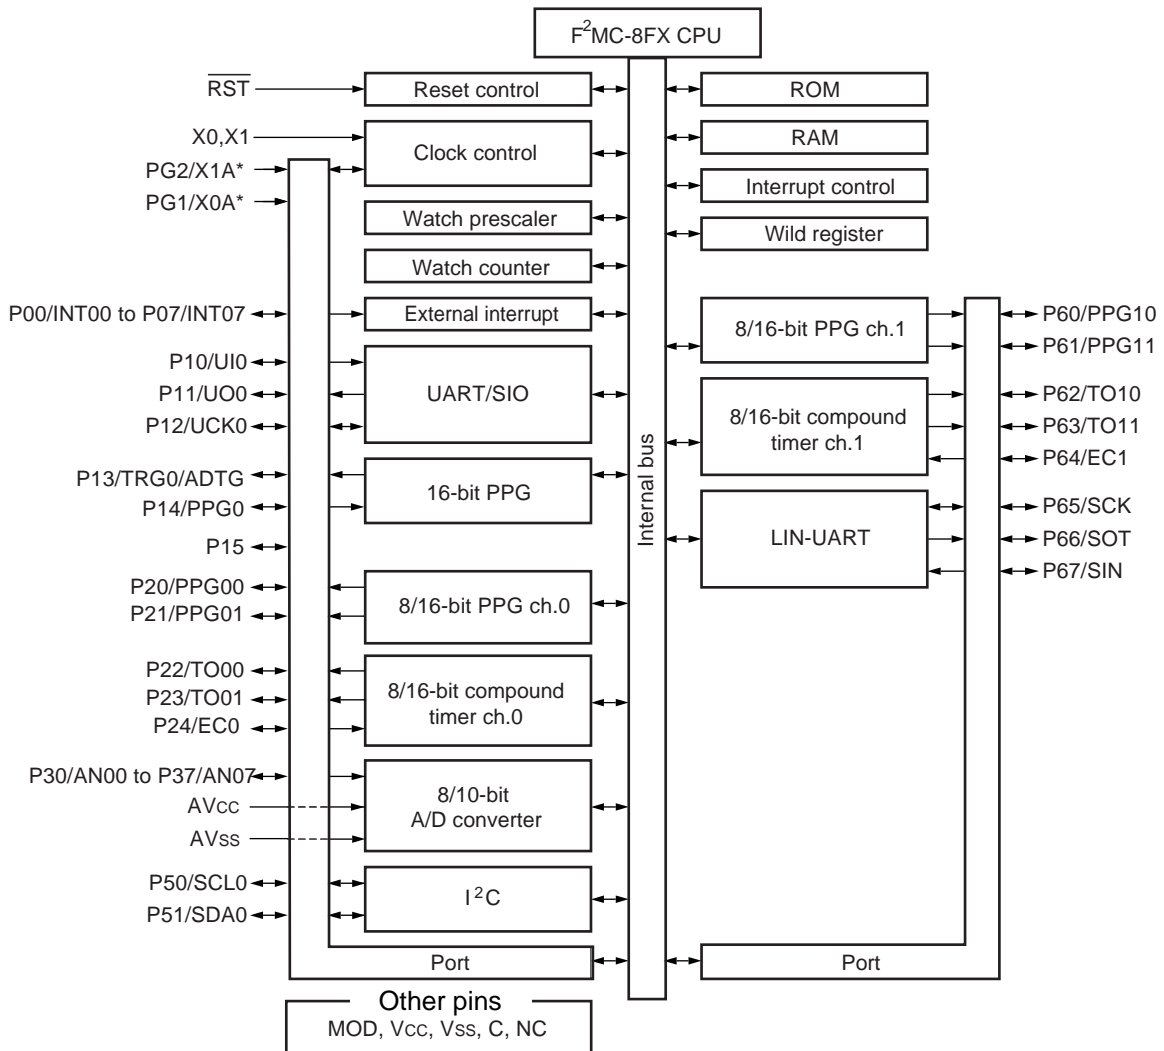 F²MC-8FX CPU
RST
Reset control
ROM
X0,X1
Clock control
RAM
PG2/X1A*
PG1/X0A*
Interrupt control
Watch prescaler
Wild register
Watch counter
P00/INT00 to P07/INT07
External interrupt
8/16-bit PPG ch.1
P60/PPG10
P61/PPG11
P10/UI0
P11/UO0
P12/UCK0
UART/SIO
8/16-bit compound
timer ch.1
P62/TO10
P63/TO11
P64/EC1
Internal bus
P13/TRG0/ADTG
P14/PPG0
16-bit PPG
P15
LIN-UART
P65/SCK
P66/SOT
P67/SIN
P20/PPG00
P21/PPG01
8/16-bit PPG ch.0
P22/TO00
P23/TO01
P24/EC0
8/16-bit compound
timer ch.0
P30/AN00 to P37/AN07
AVcc
AVss
8/10-bit
A/D converter
P50/SCL0
P51/SDA0
I²C
Port
Port
Other pins
MOD, Vcc, Vss, C, NC